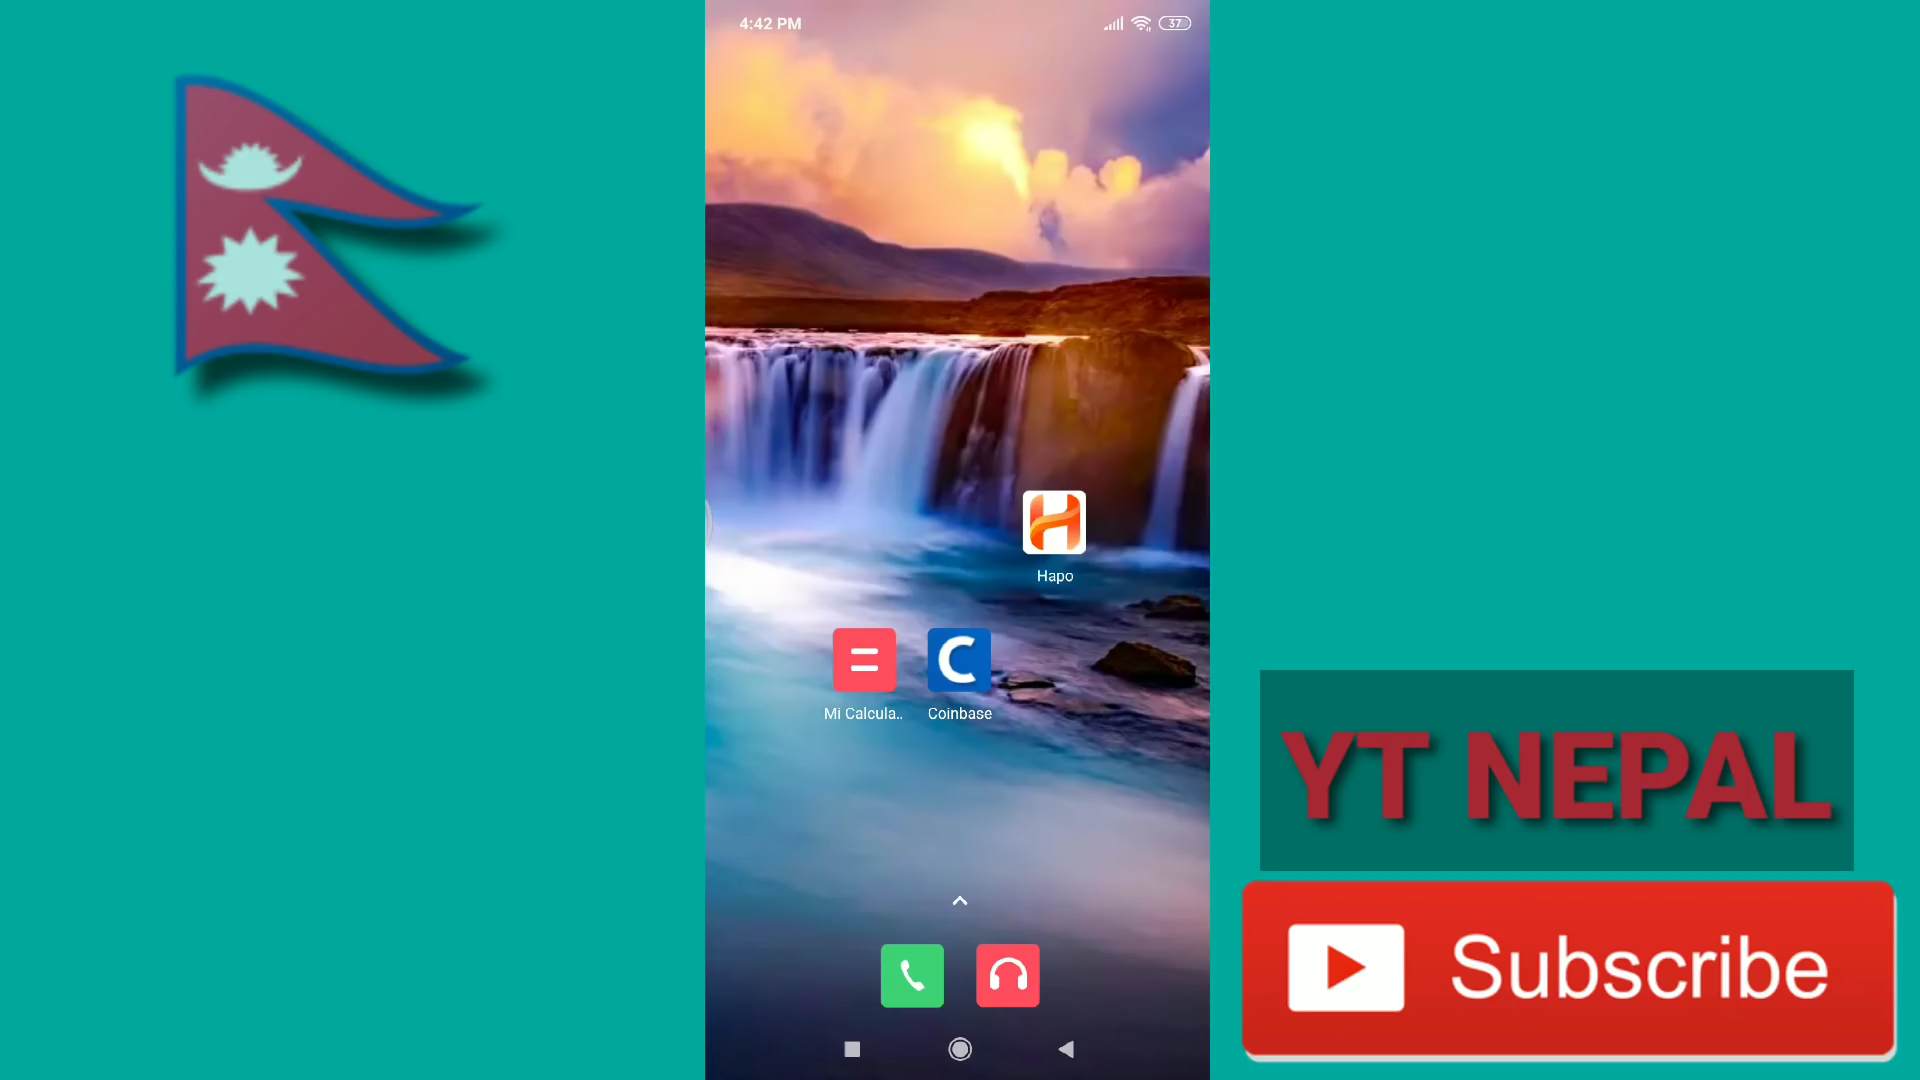 4:42 PM
37
Hapo
Mi Calcula..
Coinbase
YT NEPAL
Subscribe